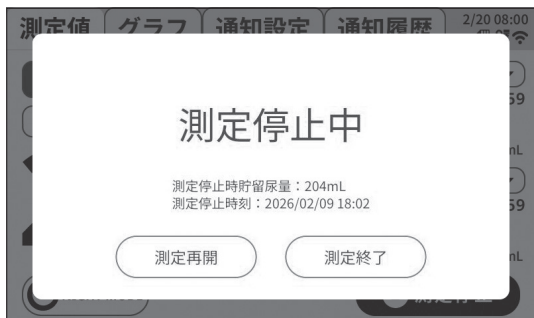 測定値 グラフ 通知設定 通知履歴 2/20 08:00
測定停止中
59
測定停止時貯留尿量：204mL
測定停止時刻：2026/02/09 18:02
mL
59
測定再開 測定終了
mL